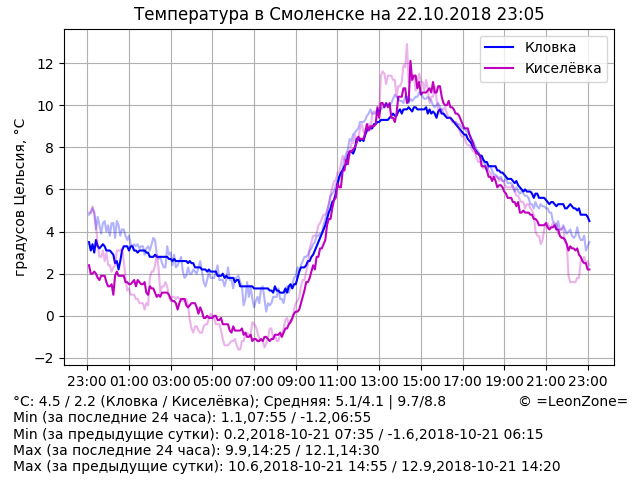 Температура в Смоленске на 22.10.2018 23:05
Кловка
Киселёвка
градусов Цельсия, °C
12
10
8
6
4
2
0
−2
23:00 01:00 03:00 05:00 07:00 09:00 11:00 13:00 15:00 17:00 19:00 21:00 23:00
°C: 4.5 / 2.2 (Кловка / Киселёвка); Средняя: 5.1/4.1 | 9.7/8.8 © =LeonZone=
Min (за последние 24 часа): 1.1,07:55 / -1.2,06:55
Min (за предыдущие сутки): 0.2,2018-10-21 07:35 / -1.6,2018-10-21 06:15
Max (за последние 24 часа): 9.9,14:25 / 12.1,14:30
Max (за предыдущие сутки): 10.6,2018-10-21 14:55 / 12.9,2018-10-21 14:20